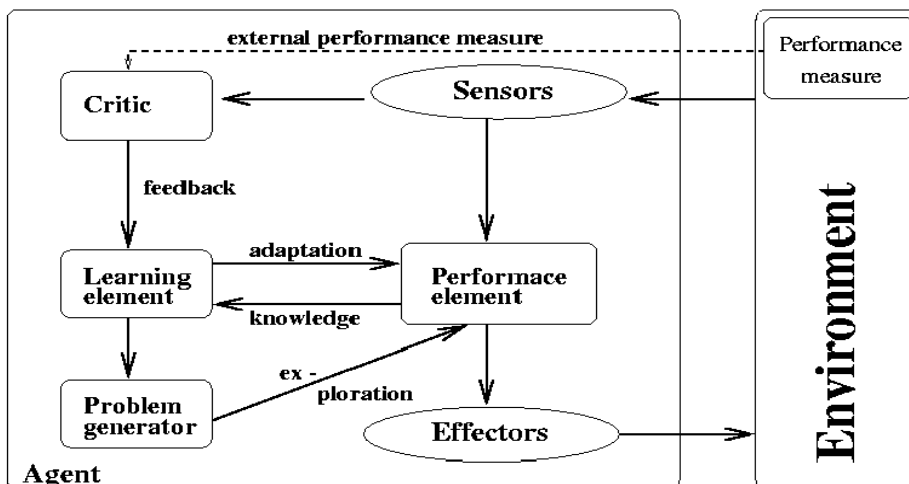 external performance measure
Performance
measure
Critic
Sensors
feedback
adaptation
Learning
element
Performace
element
knowledge
ex -
ploration
Problem
generator
Effectors
Agent
Environment